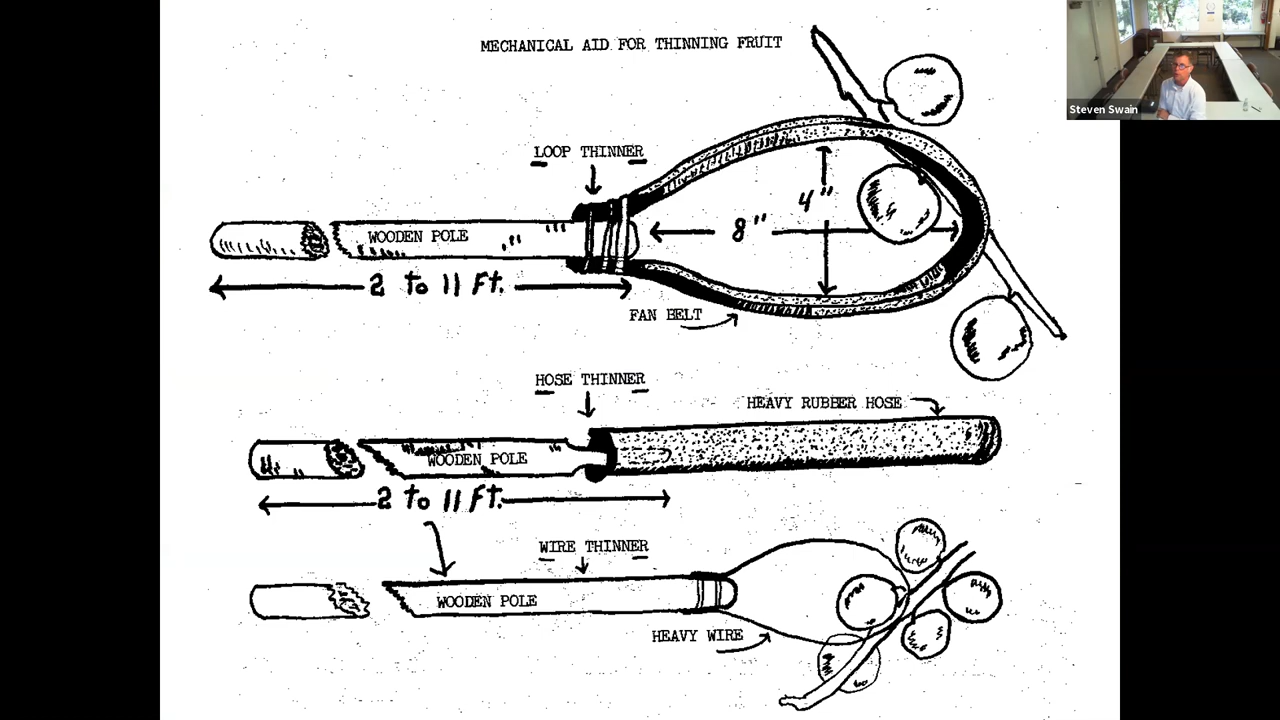 MECHANICAL AID FOR THINNING FRUIT
Steven Swain
LOOP THINNER
4"
8"
WOODEN POLE
2 to 11 Ft.
FAN BELT
HOSE THINNER
HEAVY RUBBER HOSE
WOODEN POLE
2 to 11 Ft.
WIRE THINNER
WOODEN POLE
HEAVY WIRE